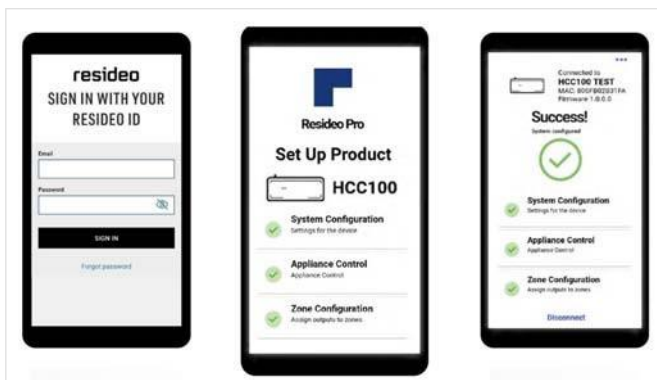 resideo
SIGN IN WITH YOUR
RESIDEO ID
Email
Password
SIGN IN
Forgot password
Resideo Pro
Set Up Product
HCC100
System Configuration
Settings for the device
Appliance Control
Appliance Control
Zone Configuration
Assign outputs to zones
Connected to
HCC100 TEST
Firmware 1.0.0.0
Success!
System configured
System Configuration
Settings for the device
Appliance Control
Appliance Control
Zone Configuration
Assign outputs to zones
Disconnect